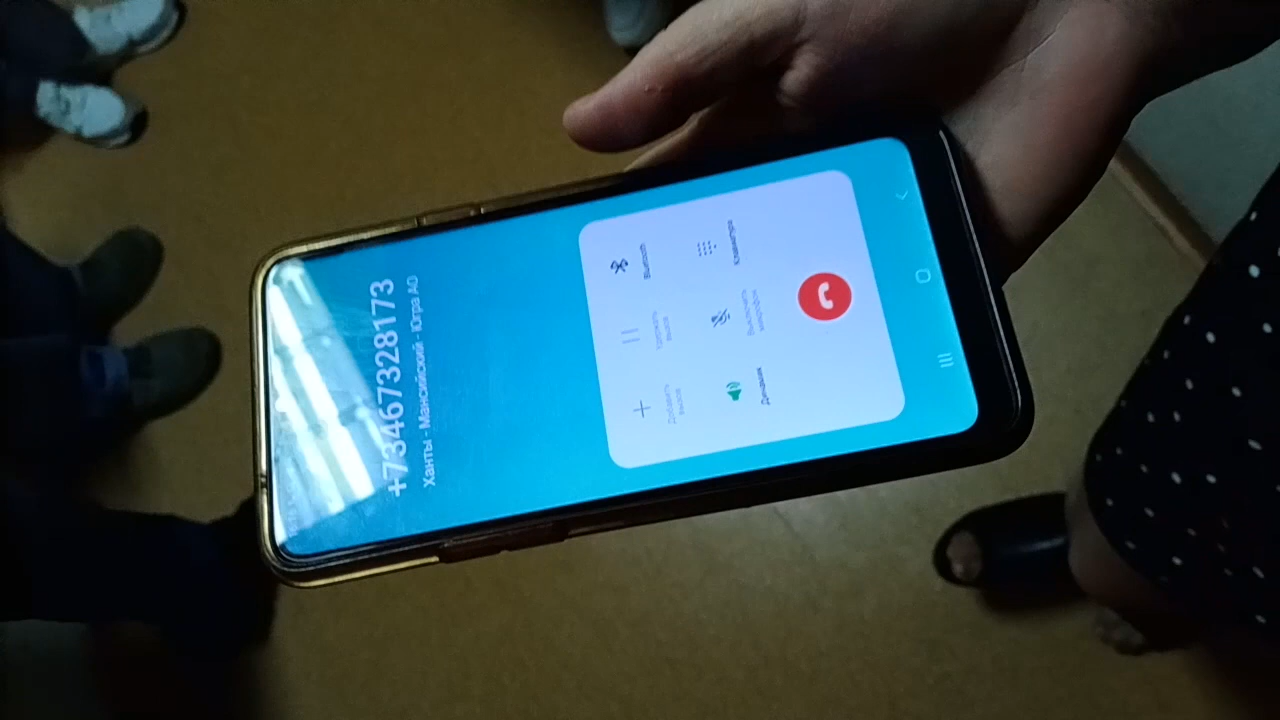 +73467328173
Ханты - Мансийский - Югра АО
Добавить вызов
Удержать вызов
Bluetooth
Динамик
Выключить микрофон
Клавиатура